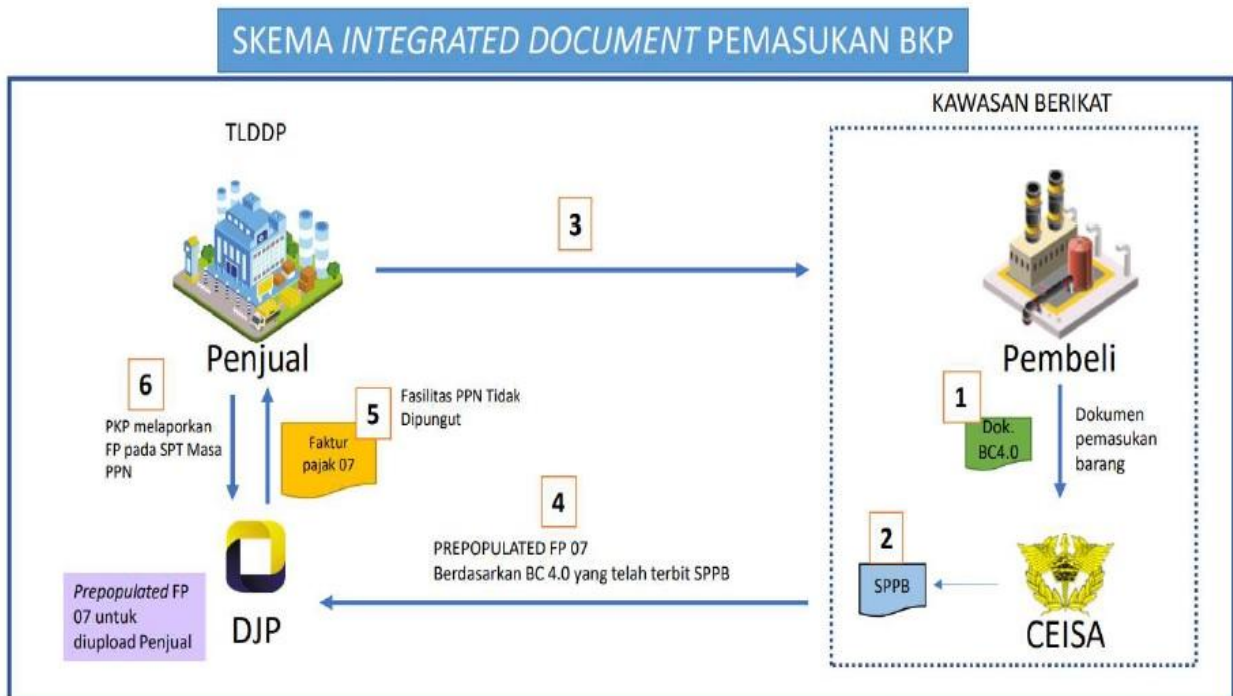 SKEMA INTEGRATED DOCUMENT PEMASUKAN BKP
KAWASAN BERIKAT
TLDDP
3
Penjual
Pembeli
6
PKP melaporkan
FP pada SPT Masa
PPN
5
Fasilitas PPN Tidak
Dipungut
Faktur
pajak 07
1
Dok.
BC4.0
Dokumen
pemasukan
barang
4
PREPOPULATED FP 07
Berdasarkan BC 4.0 yang telah terbit SPPB
2
SPPB
CEISA
Prepopulated FP
07 untuk
diupload Penjual
DJP